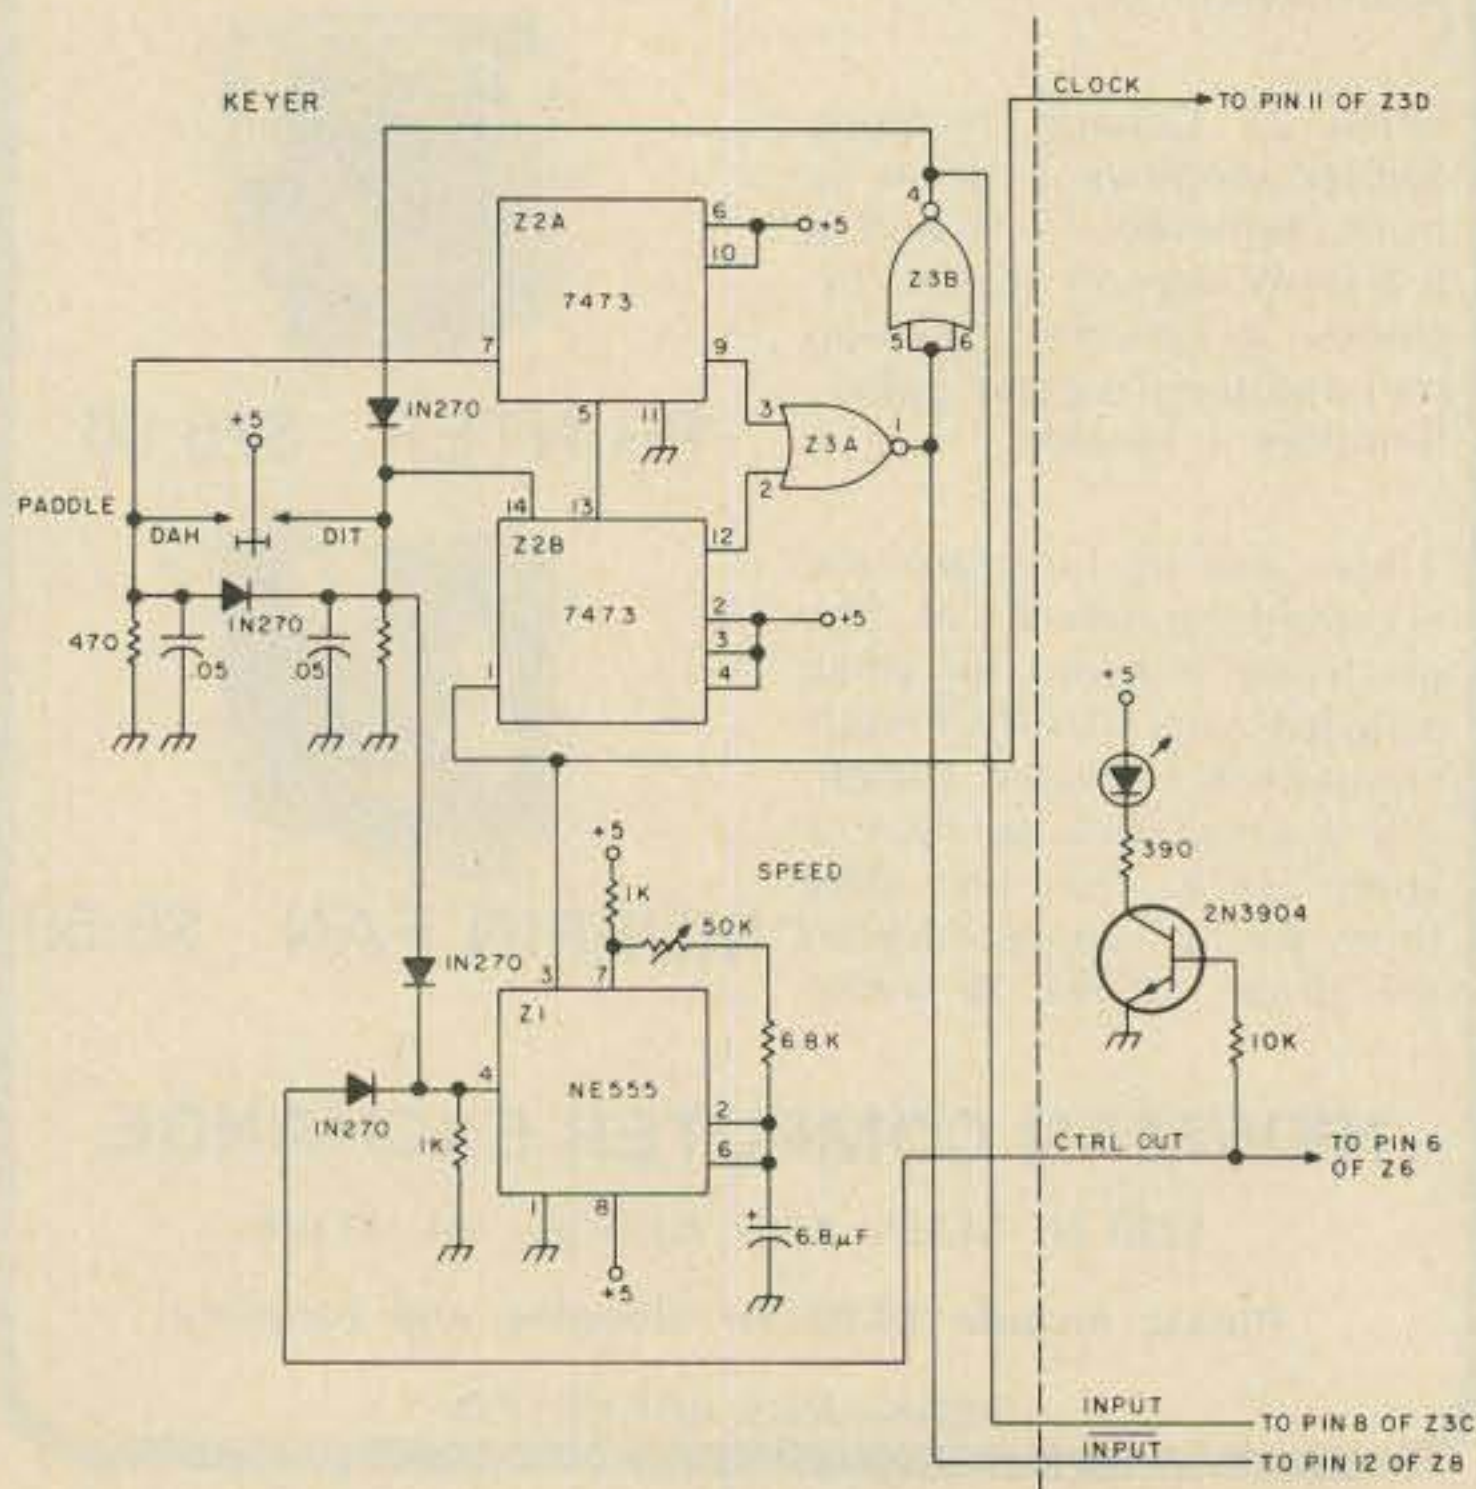 CLOCK
TO PIN 11 OF Z3D
KEYER
4
Z2A
6
+5
10
Z3B
7473
5
6
7
9
1N270
5
11
3
Z3A
1
+5
2
PADDLE
14
13
DAH
DIT
Z2B
12
1N270
7473
2
+5
470
.05
.05
3
1
4
+5
+5
SPEED
390
1K
50K
2N3904
1N270
3
7
Z1
6.8K
10K
4
NE555
1N270
1K
2
CTRL OUT
TO PIN 6
OF Z6
6
1
8
+
6.8µF
+5
INPUT
TO PIN 8 OF Z3C
INPUT
TO PIN 12 OF Z8